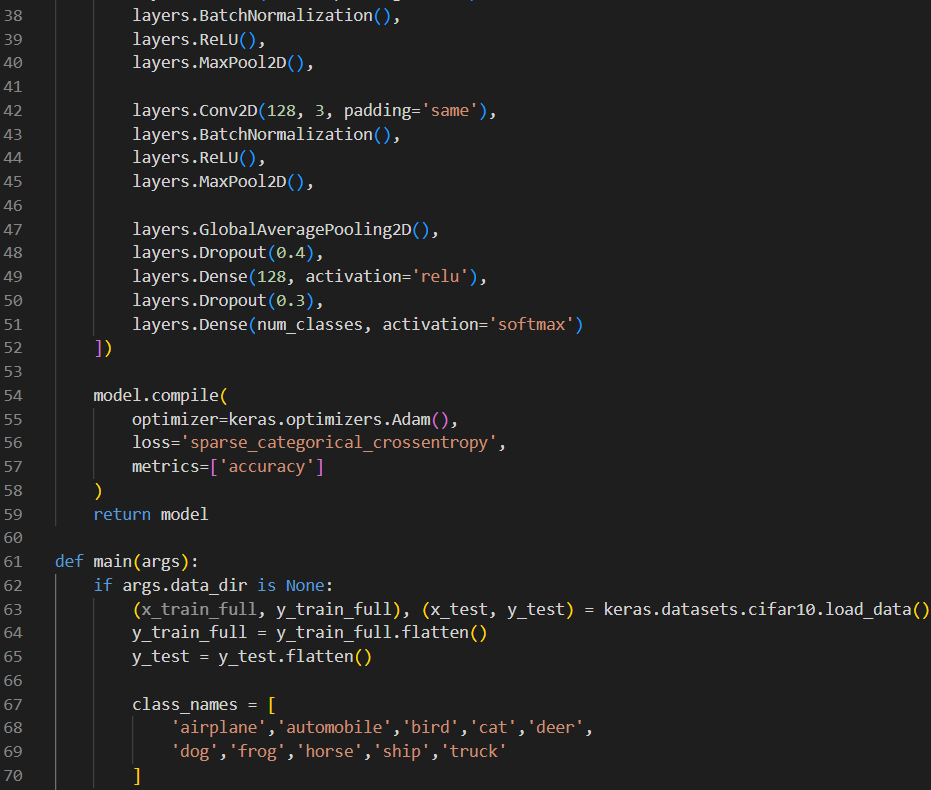 38 layers.BatchNormalization(),
39 layers.ReLU(),
40 layers.MaxPool2D(),
41
42 layers.Conv2D(128, 3, padding='same'),
43 layers.BatchNormalization(),
44 layers.ReLU(),
45 layers.MaxPool2D(),
46
47 layers.GlobalAveragePooling2D(),
48 layers.Dropout(0.4),
49 layers.Dense(128, activation='relu'),
50 layers.Dropout(0.3),
51 layers.Dense(num_classes, activation='softmax')
52 ])
53
54 model.compile(
55 optimizer=keras.optimizers.Adam(),
56 loss='sparse_categorical_crossentropy',
57 metrics=['accuracy']
58 )
59 return model
60
61 def main(args):
62 if args.data_dir is None:
63 (x_train_full, y_train_full), (x_test, y_test) = keras.datasets.cifar10.load_data()
64 y_train_full = y_train_full.flatten()
65 y_test = y_test.flatten()
66
67 class_names = [
68 'airplane','automobile','bird','cat','deer',
69 'dog','frog','horse','ship','truck'
70 ]